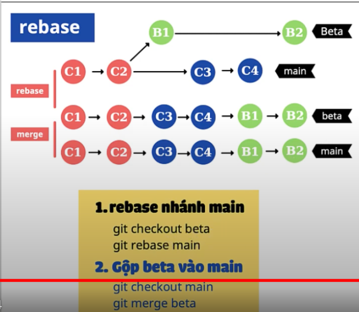 rebase
B1 B2 Beta
C1 C2 C3 C4 main
rebase
C1 C2 C3 C4 B1 B2 beta
merge
C1 C2 C3 C4 B1 B2 main
1. rebase nhánh main
git checkout beta
git rebase main
2. Gộp beta vào main
git checkout main
git merge beta